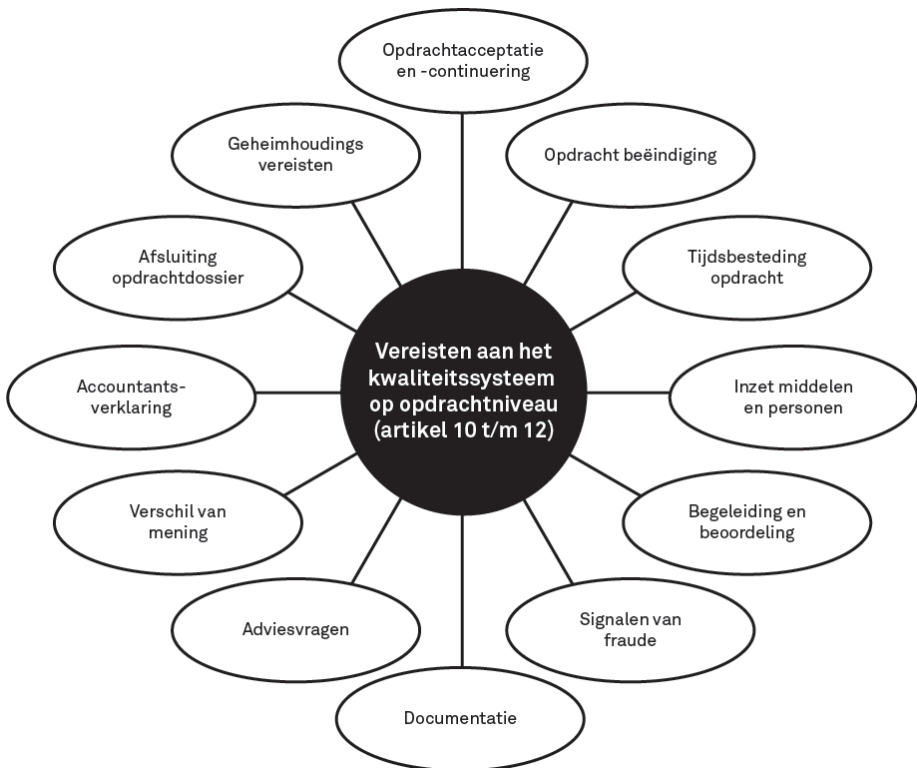 Opdrachtacceptatie
en -continuering
Opdracht beëindiging
Tijdsbesteding
opdracht
Inzet middelen
en personen
Begeleiding en
beoordeling
Signalen van
fraude
Documentatie
Adviesvragen
Verschil van
mening
Accountants-
verklaring
Afsluiting
opdrachtdossier
Geheimhoudings
vereisten
Vereisten aan het
kwaliteitssysteem
op opdrachtniveau
(artikel 10 t/m 12)